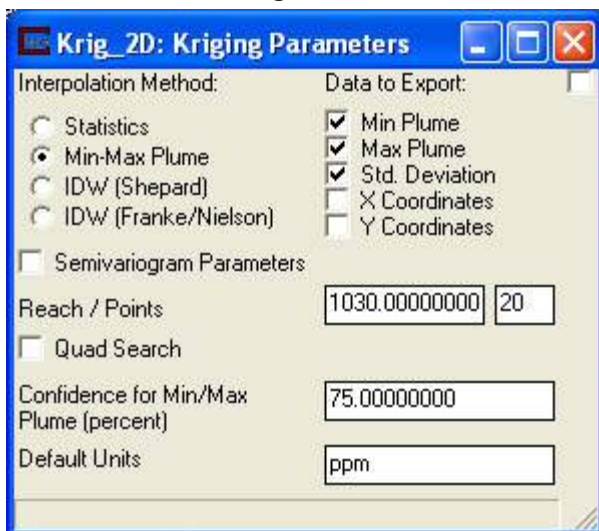 Krig_2D: Kriging Parameters
Interpolation Method:
Statistics
Min-Max Plume
IDW (Shepard)
IDW (Franke/Nielson)
Data to Export:
Min Plume
Max Plume
Std. Deviation
X Coordinates
Y Coordinates
Semivariogram Parameters
Reach / Points 1030.00000000 20
Quad Search
Confidence for Min/Max
Plume (percent)
75.00000000
Default Units ppm